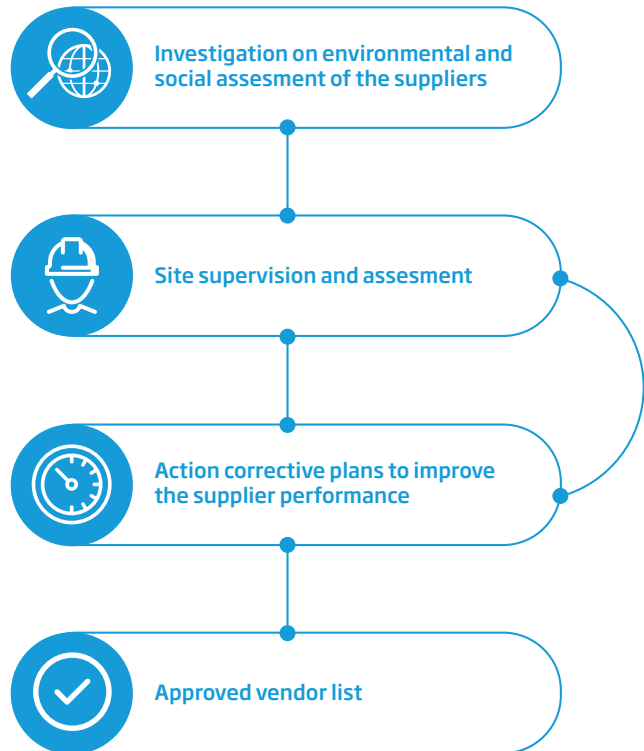 Investigation on environmental and
social assesment of the suppliers
Site supervision and assesment
Action corrective plans to improve
the supplier performance
Approved vendor list